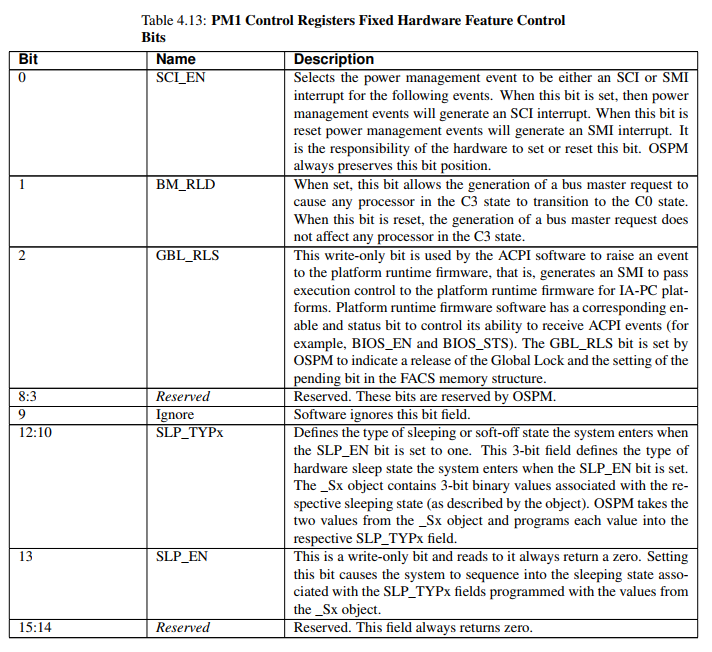 Table 4.13: PM1 Control Registers Fixed Hardware Feature Control
Bits
Bit Name Description
0 SCI_EN Selects the power management event to be either an SCI or SMI
interrupt for the following events. When this bit is set, then power
management events will generate an SCI interrupt. When this bit is
reset power management events will generate an SMI interrupt. It
is the responsibility of the hardware to set or reset this bit. OSPM
always preserves this bit position.
1 BM_RLD When set, this bit allows the generation of a bus master request to
cause any processor in the C3 state to transition to the C0 state.
When this bit is reset, the generation of a bus master request does
not affect any processor in the C3 state.
2 GBL_RLS This write-only bit is used by the ACPI software to raise an event
to the platform runtime firmware, that is, generates an SMI to pass
execution control to the platform runtime firmware for IA-PC plat-
forms. Platform runtime firmware software has a corresponding en-
able and status bit to control its ability to receive ACPI events (for
example, BIOS_EN and BIOS_STS). The GBL_RLS bit is set by
OSPM to indicate a release of the Global Lock and the setting of the
pending bit in the FACS memory structure.
8:3 Reserved Reserved. These bits are reserved by OSPM.
9 Ignore Software ignores this bit field.
12:10 SLP_TYPx Defines the type of sleeping or soft-off state the system enters when
the SLP_EN bit is set to one. This 3-bit field defines the type of
hardware sleep state the system enters when the SLP_EN bit is set.
The _Sx object contains 3-bit binary values associated with the re-
spective sleeping state (as described by the object). OSPM takes the
two values from the _Sx object and programs each value into the
respective SLP_TYPx field.
13 SLP_EN This is a write-only bit and reads to it always return a zero. Setting
this bit causes the system to sequence into the sleeping state asso-
ciated with the SLP_TYPx fields programmed with the values from
the _Sx object.
15:14 Reserved Reserved. This field always returns zero.